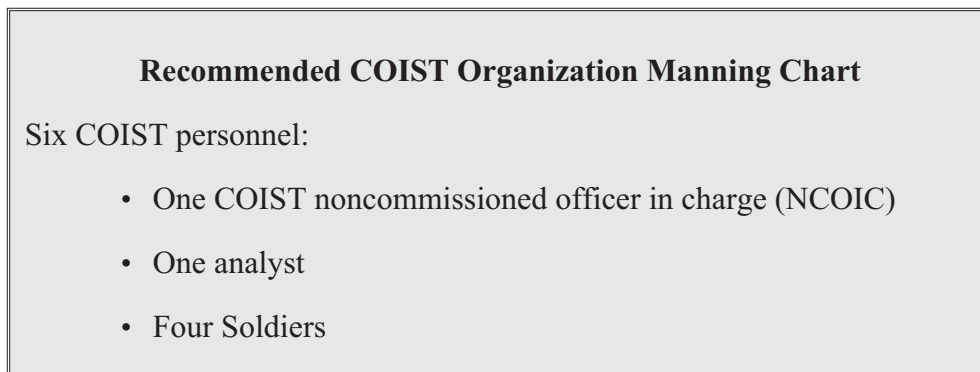 Recommended COIST Organization Manning Chart
Six COIST personnel:
• One COIST noncommissioned officer in charge (NCOIC)
• One analyst
• Four Soldiers